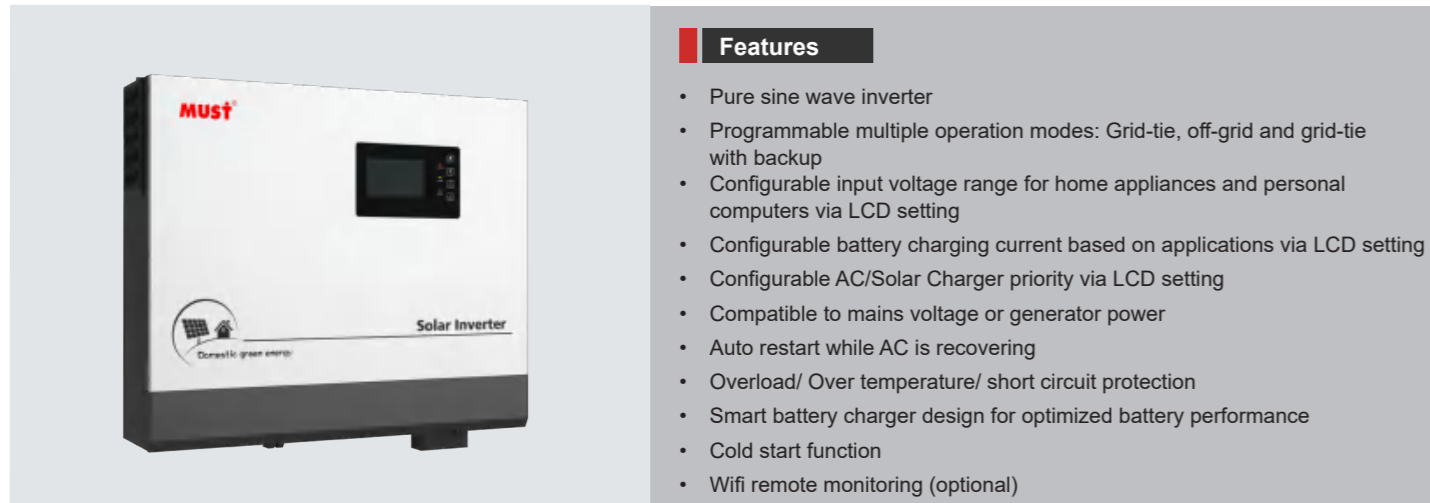 MUST
Solar Inverter
Domestic green energy
Features
• Pure sine wave inverter
• Programmable multiple operation modes: Grid-tie, off-grid and grid-tie
with backup
• Configurable input voltage range for home appliances and personal
computers via LCD setting
• Configurable battery charging current based on applications via LCD setting
• Configurable AC/Solar Charger priority via LCD setting
• Compatible to mains voltage or generator power
• Auto restart while AC is recovering
• Overload/ Over temperature/ short circuit protection
• Smart battery charger design for optimized battery performance
• Cold start function
• Wifi remote monitoring (optional)